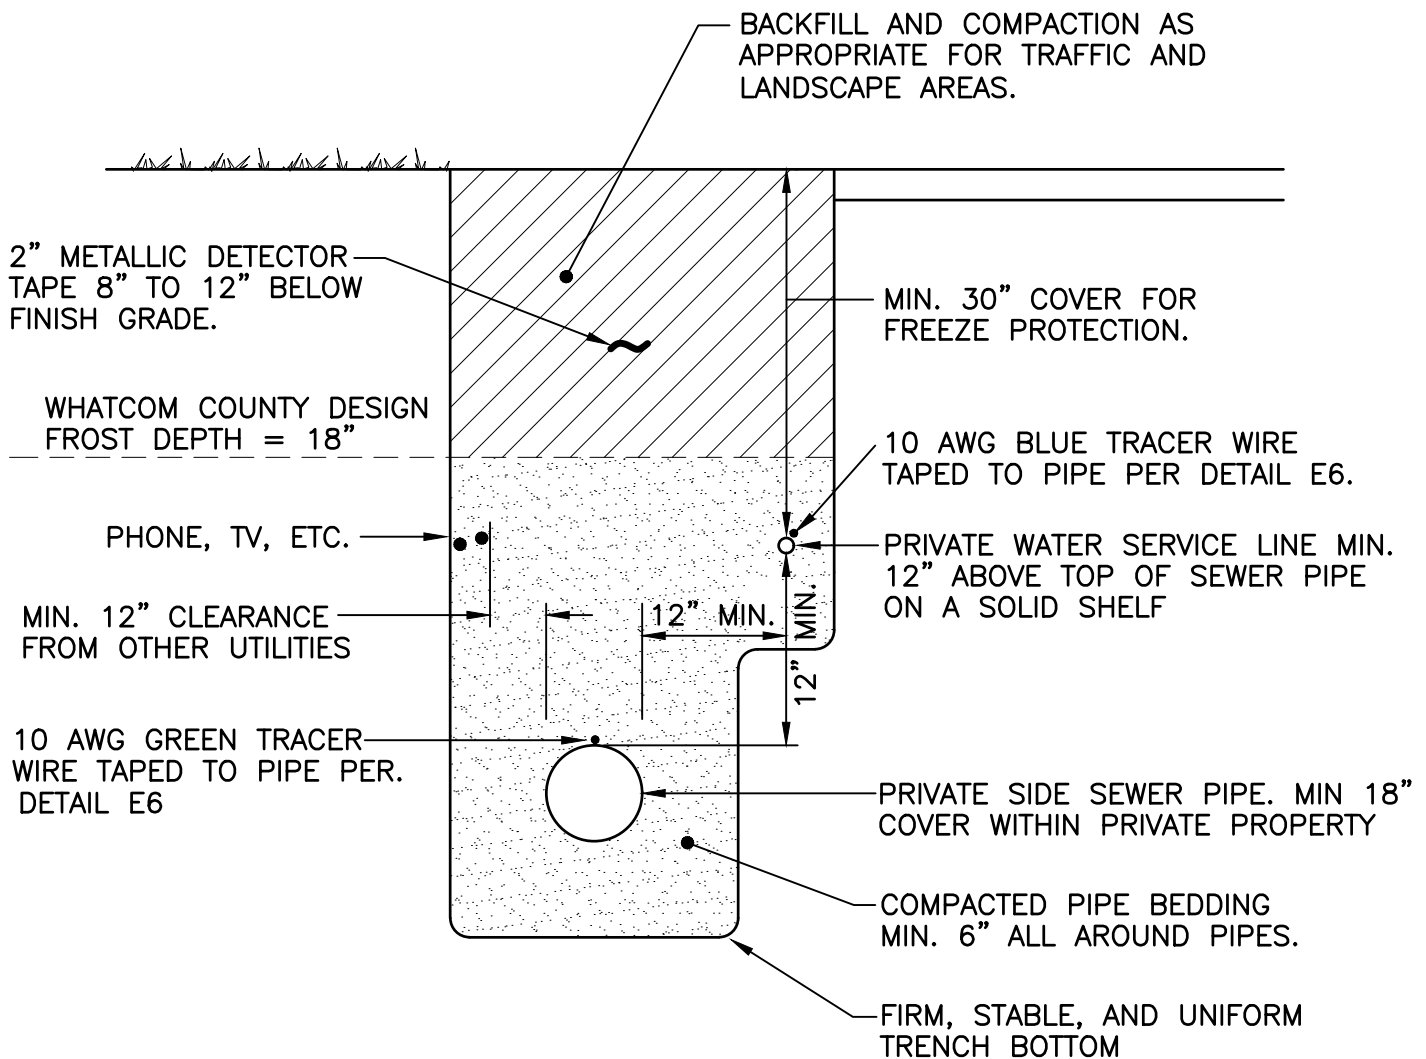 BACKFILL AND COMPACTION AS
APPROPRIATE FOR TRAFFIC AND
LANDSCAPE AREAS.
2” METALLIC DETECTOR
TAPE 8” TO 12” BELOW
FINISH GRADE.
MIN. 30” COVER FOR
FREEZE PROTECTION.
WHATCOM COUNTY DESIGN
FROST DEPTH = 18”
10 AWG BLUE TRACER WIRE
TAPED TO PIPE PER DETAIL E6.
PHONE, TV, ETC.
PRIVATE WATER SERVICE LINE MIN.
12” ABOVE TOP OF SEWER PIPE
ON A SOLID SHELF
MIN. 12” CLEARANCE
FROM OTHER UTILITIES
12” MIN.
12” MIN.
10 AWG GREEN TRACER
WIRE TAPED TO PIPE PER.
DETAIL E6
PRIVATE SIDE SEWER PIPE. MIN 18”
COVER WITHIN PRIVATE PROPERTY
COMPACTED PIPE BEDDING
MIN. 6” ALL AROUND PIPES.
FIRM, STABLE, AND UNIFORM
TRENCH BOTTOM